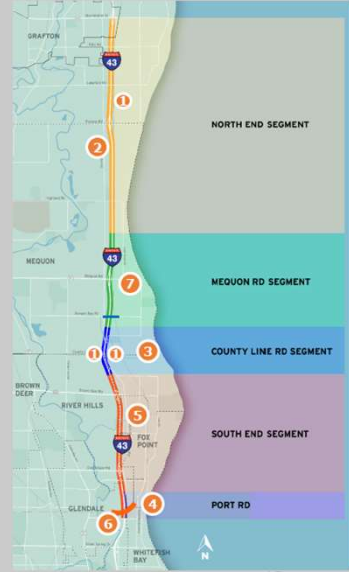 GRAFTON
43
1
2
NORTH END SEGMENT
MEQUON
43
7
MEQUON RD SEGMENT
1
1
3
COUNTY LINE RD SEGMENT
BROWN
DEER
RIVER HILLS
5
FOX
POINT
43
SOUTH END SEGMENT
4
PORT RD
GLENDALE
6
WHITEFISH
BAY
N